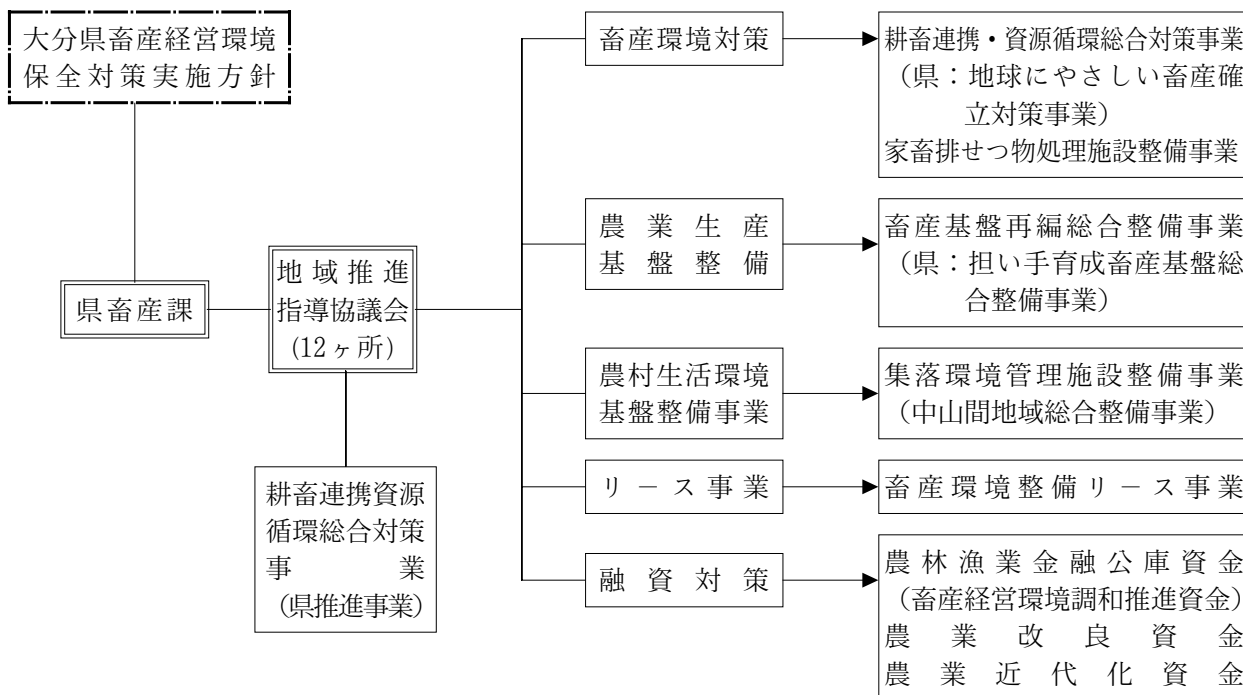 大分県畜産経営環境
保全対策実施方針
県畜産課
地域推進
指導協議会
(12ヶ所)
耕畜連携資源
循環総合対策
事業
（県推進事業）
畜産環境対策
耕畜連携・資源循環総合対策事業
（県：地球にやさしい畜産確
立対策事業）
家畜排せつ物処理施設整備事業
農業生産
基盤整備
畜産基盤再編総合整備事業
（県：担い手育成畜産基盤総
合整備事業）
農村生活環境
基盤整備事業
集落環境管理施設整備事業
（中山間地域総合整備事業）
リース事業
畜産環境整備リース事業
融資対策
農林漁業金融公庫資金
（畜産経営環境調和推進資金）
農業改良資金
農業近代化資金